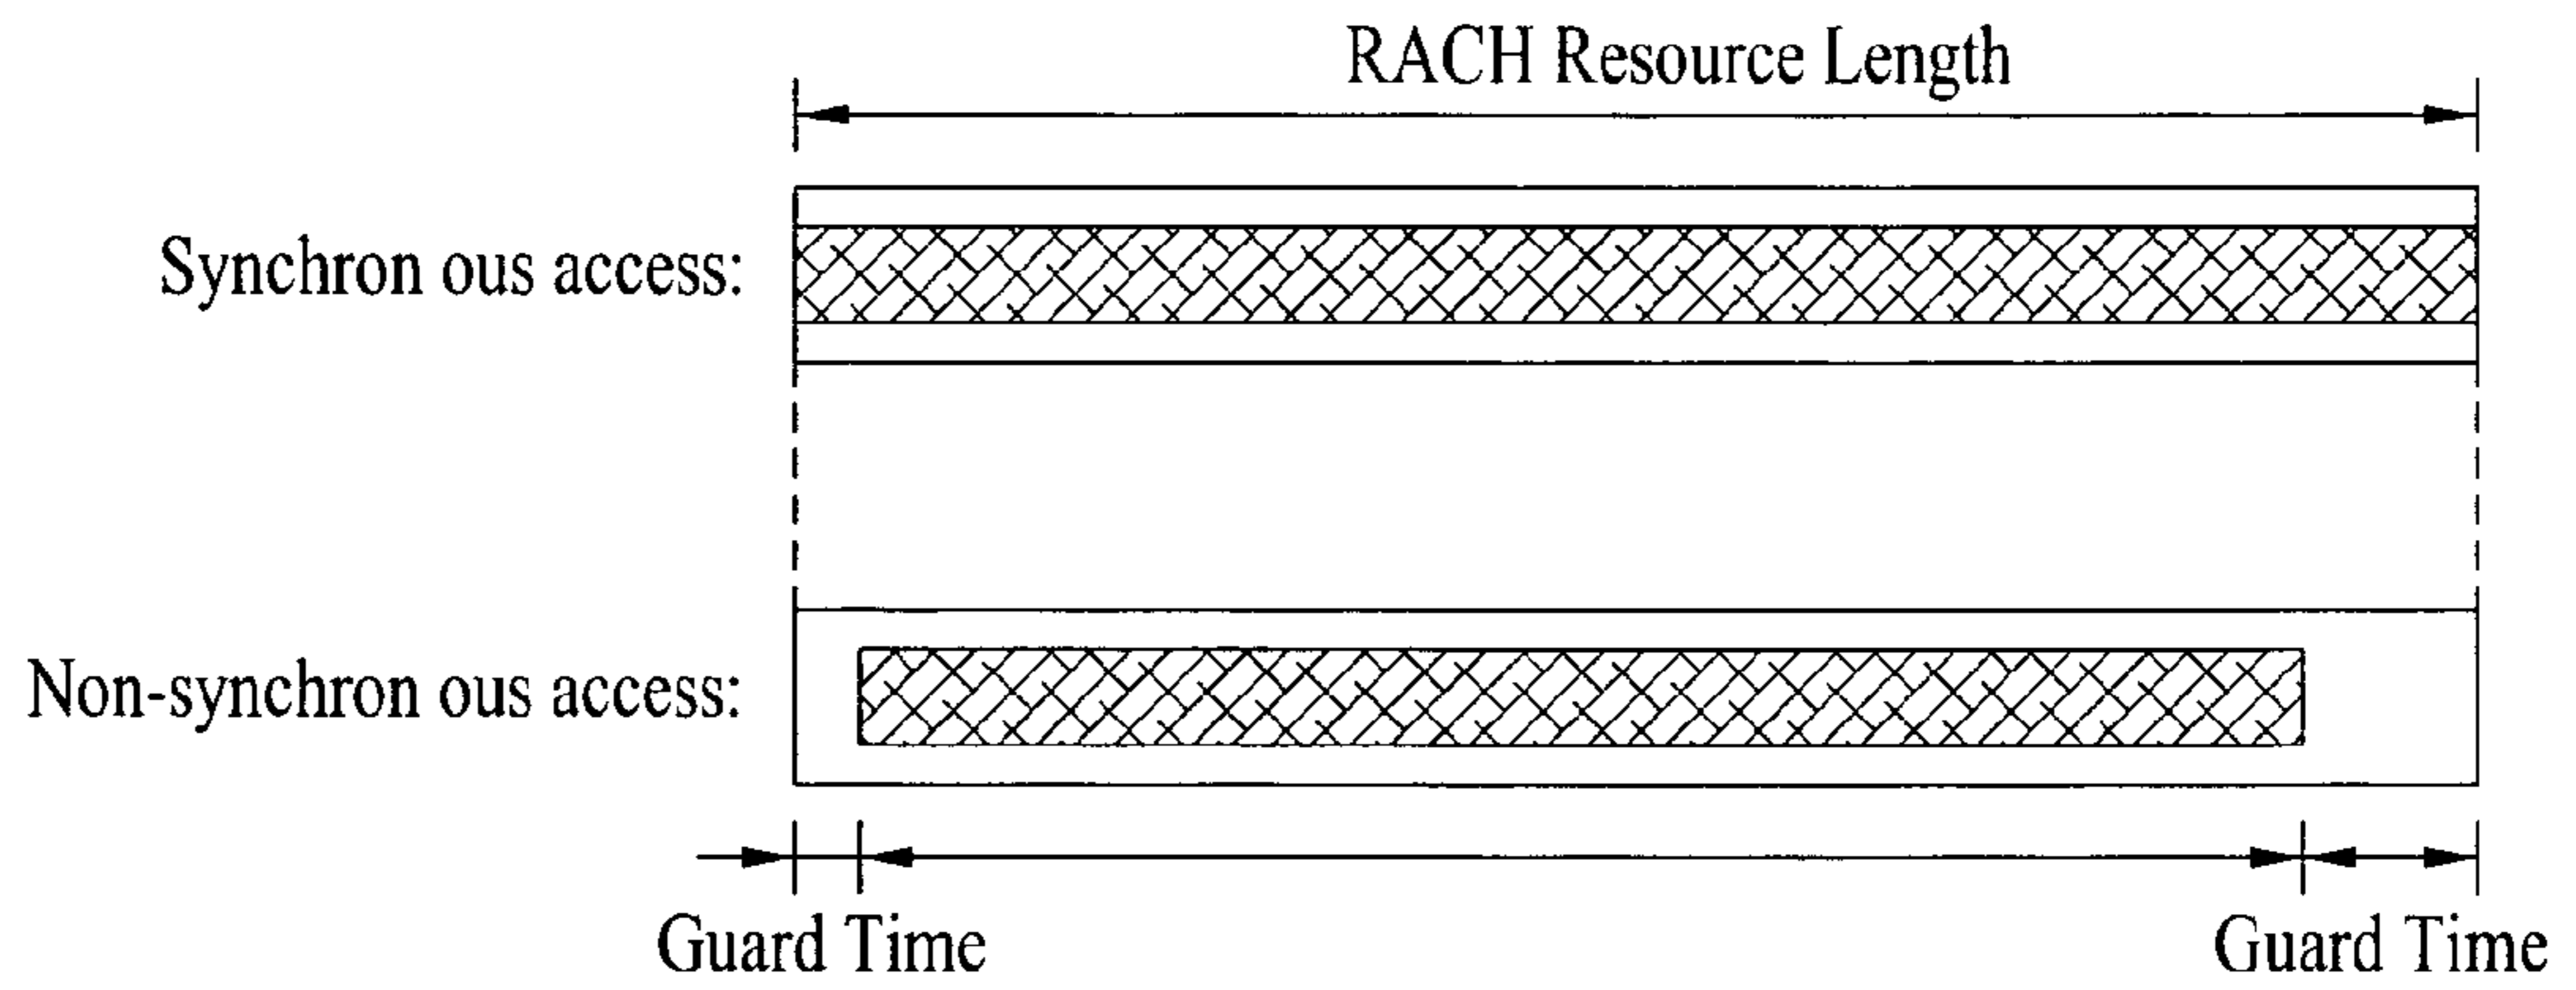 RACH Resource Length
Synchron ous access:
Non-synchron ous access:
Guard Time
Guard Time